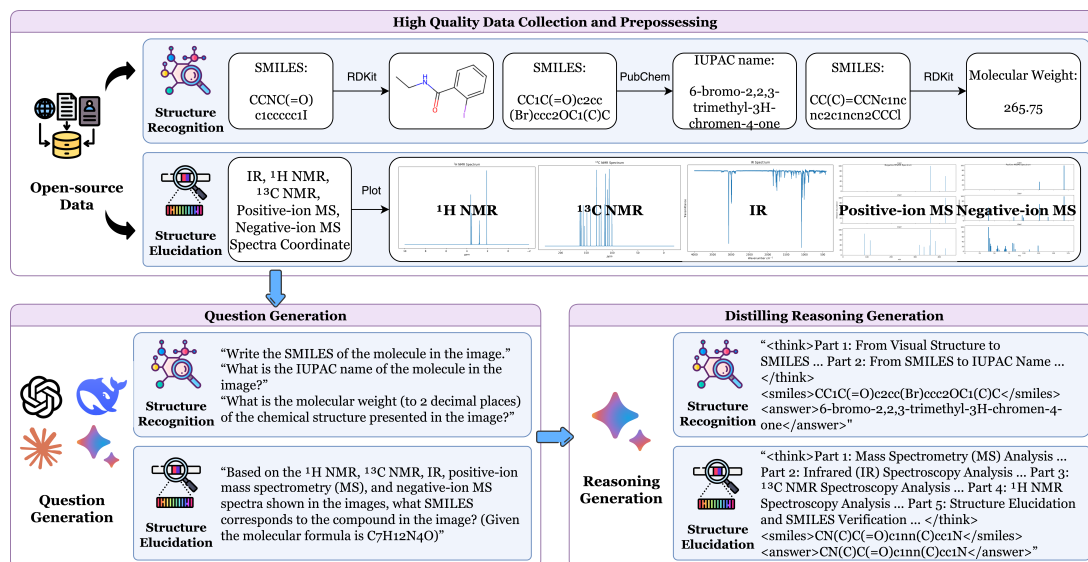 High Quality Data Collection and Prepossessing
Open-source
Data
Structure
Recognition
SMILES:
CCNC(=O)
c1ccccc1I
RDKit
NH
O
I
SMILES:
CC1C(=O)c2cc
(Br)ccc2OC1(C)C
PubChem
IUPAC name:
6-bromo-2,2,3-
trimethyl-3H-
chromen-4-one
SMILES:
CC(C)=CCNc1nc
nc2c1ncn2CCCl
RDKit
Molecular Weight:
265.75
Structure
Elucidation
IR, ¹H NMR,
¹³C NMR,
Positive-ion MS,
Negative-ion MS
Spectra Coordinate
Plot
¹H NMR
¹³C NMR
IR
Positive-ion MS
Negative-ion MS
Question Generation
Question
Generation
Structure
Recognition
“Write the SMILES of the molecule in the image.”
“What is the IUPAC name of the molecule in the
image?”
“What is the molecular weight (to 2 decimal places)
of the chemical structure presented in the image?”
Structure
Elucidation
“Based on the ¹H NMR, ¹³C NMR, IR, positive-ion
mass spectrometry (MS), and negative-ion MS
spectra shown in the images, what SMILES
corresponds to the compound in the image? (Given
the molecular formula is C7H12N4O)”
Distilling Reasoning Generation
Reasoning
Generation
Structure
Recognition
“<think>Part 1: From Visual Structure to
SMILES ... Part 2: From SMILES to IUPAC Name ...
</think>
<smiles>CC1C(=O)c2cc(Br)ccc2OC1(C)C</smiles>
<answer>6-bromo-2,2,3-trimethyl-3H-chromen-4-
one</answer>"
Structure
Elucidation
“<think>Part 1: Mass Spectrometry (MS) Analysis ...
Part 2: Infrared (IR) Spectroscopy Analysis ... Part 3:
¹³C NMR Spectroscopy Analysis ... Part 4: ¹H NMR
Spectroscopy Analysis ... Part 5: Structure Elucidation
and SMILES Verification ... </think>
<smiles>CN(C)C(=O)c1nn(C)cc1N</smiles>
<answer>CN(C)C(=O)c1nn(C)cc1N</answer>”